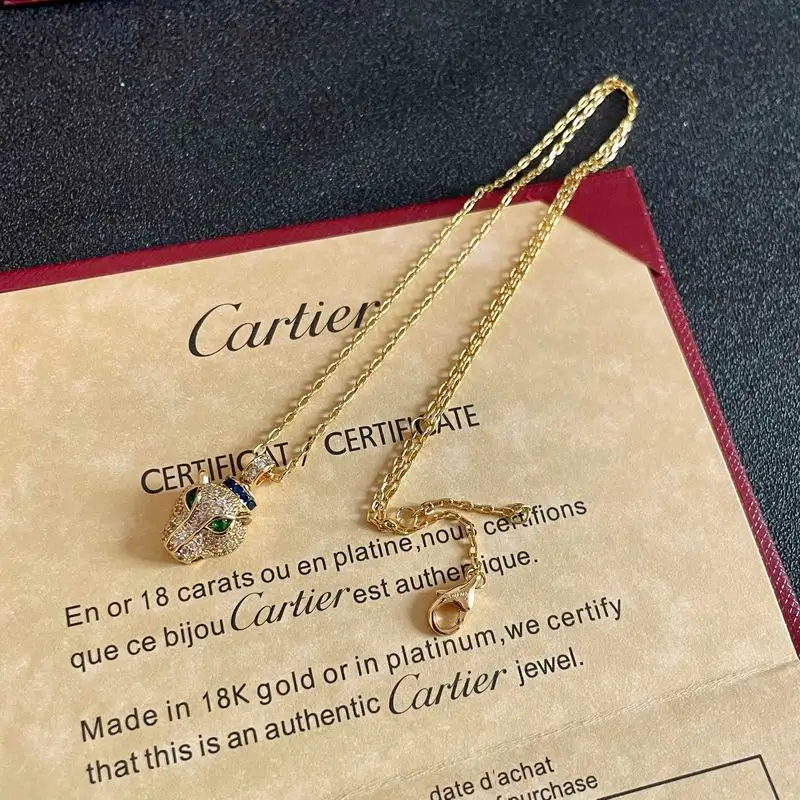 Cartier
CERTIFICAT / CERTIFICATE
En or 18 carats ou en platine,nous certifions
que ce bijou Cartier est authentique.
Made in 18K gold or in platinum,we certify
that this is an authentic Cartier jewel.
date d'achat
of purchase